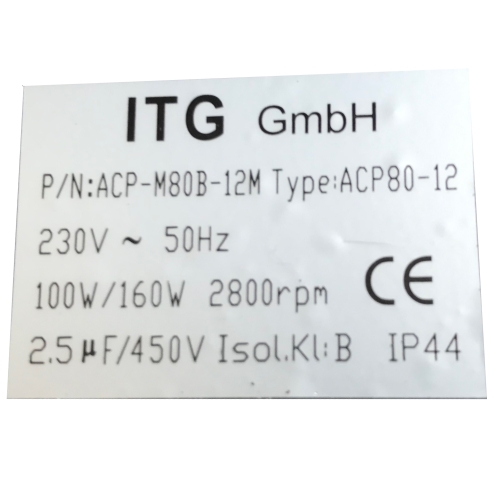 ITG GmbH
P/N:ACP-M80B-12M Type:ACP80-12
230V ~ 50Hz
100W/160W 2800rpm CE
2.5µF/450V Isol.Kl:B IP44